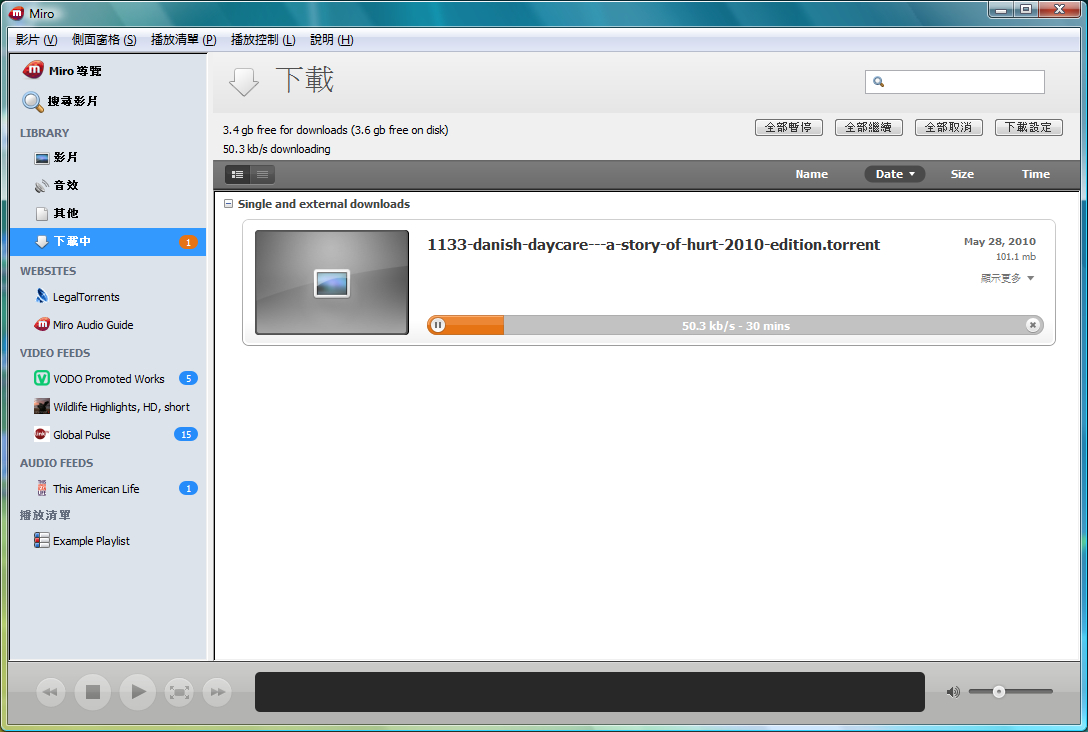 Miro
影片 (V) 側面窗格 (S) 播放清單 (P) 播放控制 (L) 說明 (H)
Miro 導覽
搜尋影片
LIBRARY
影片
音效
其他
下載中 1
WEBSITES
LegalTorrents
Miro Audio Guide
VIDEO FEEDS
VODO Promoted Works 5
Wildlife Highlights, HD, short
Global Pulse 15
AUDIO FEEDS
This American Life 1
播放清單
Example Playlist
下載
3.4 gb free for downloads (3.6 gb free on disk)
50.3 kb/s downloading
全部暫停 全部繼續 全部取消 下載設定
Name Date Size Time
Single and external downloads
1133-danish-daycare---a-story-of-hurt-2010-edition.torrent
May 28, 2010
101.1 mb
顯示更多
50.3 kb/s - 30 mins